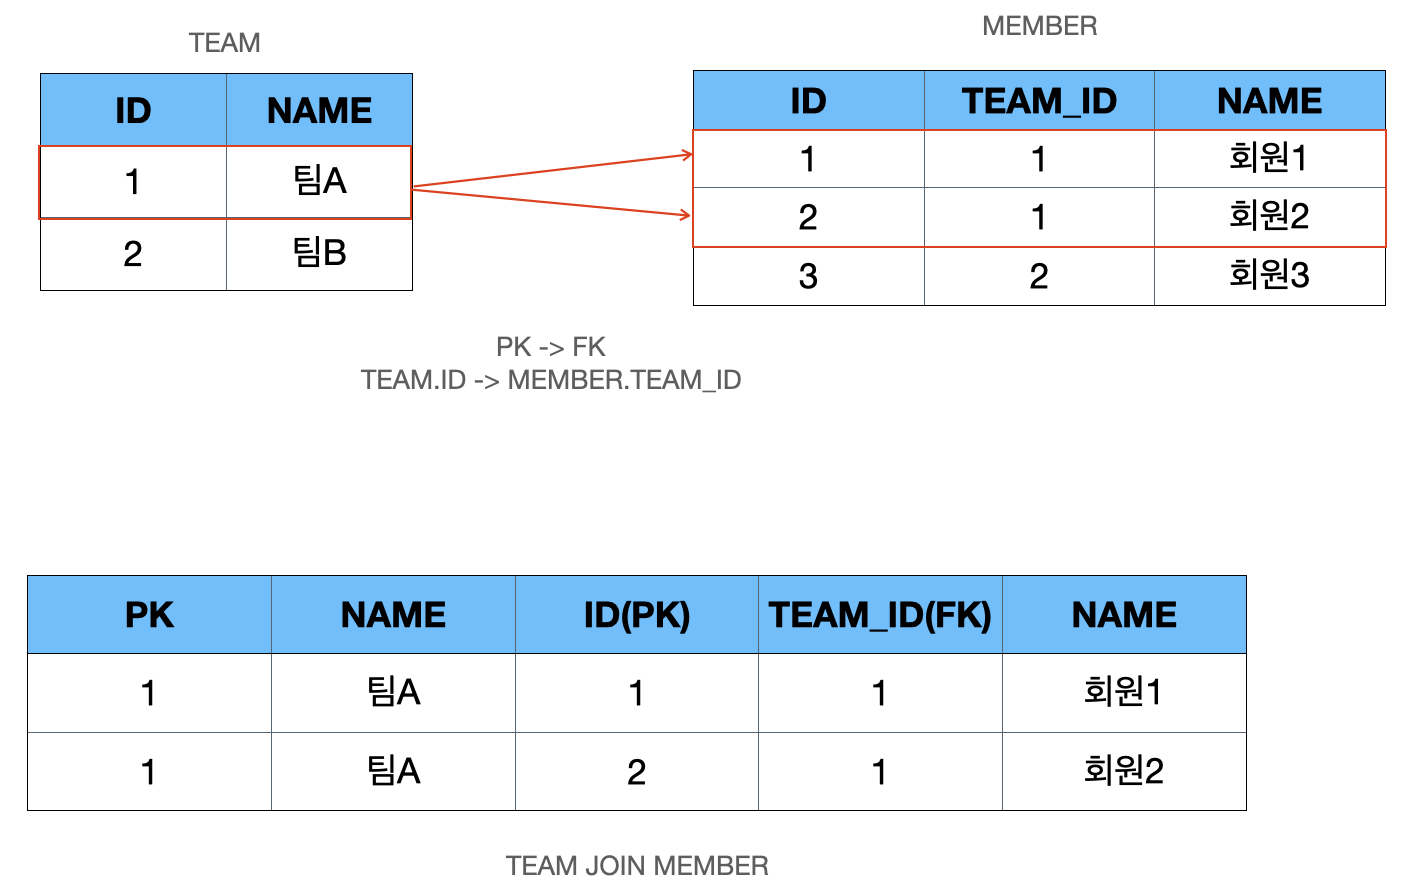 TEAM
ID NAME
1 팀A
2 팀B
MEMBER
ID TEAM_ID NAME
1 1 회원1
2 1 회원2
3 2 회원3
PK -> FK
TEAM.ID -> MEMBER.TEAM_ID
PK NAME ID(PK) TEAM_ID(FK) NAME
1 팀A 1 1 회원1
1 팀A 2 1 회원2
TEAM JOIN MEMBER